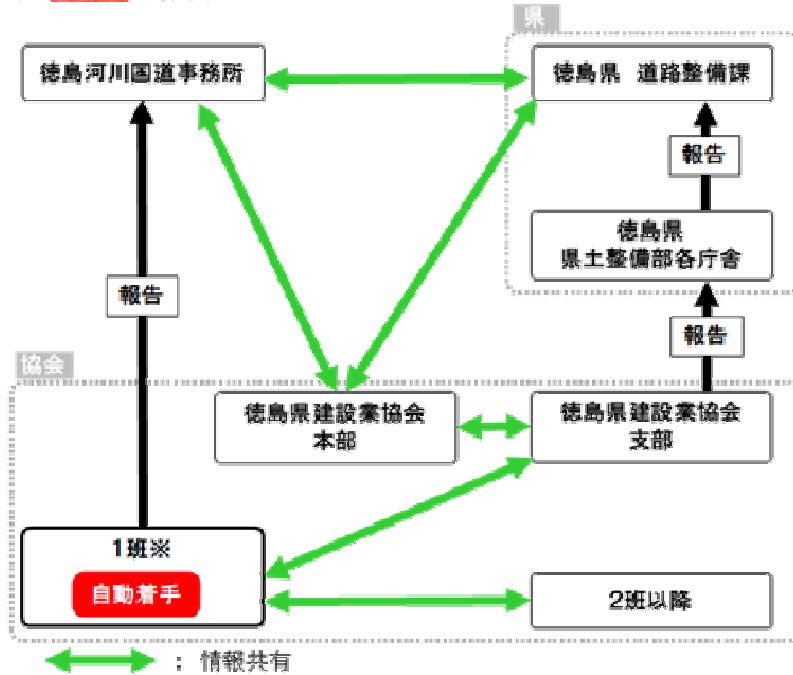 県
徳島河川国道事務所
徳島県 道路整備課
報告
徳島県
県土整備部各庁舎
報告
報告
協会
徳島県建設業協会
本部
徳島県建設業協会
支部
1班※
自動着手
2班以降
： 情報共有